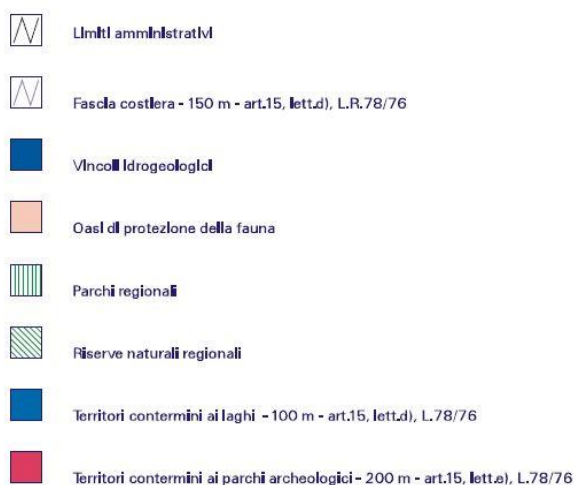 Limiti amministrativi
Fascia costiera - 150 m - art.15, lett.d), L.R.78/76
Vincoli idrogeologici
Oasi di protezione della fauna
Parchi regionali
Riserve naturali regionali
Territori contermini ai laghi - 100 m - art.15, lett.d), L.78/76
Territori contermini ai parchi archeologici - 200 m - art.15, lett.e), L.78/76